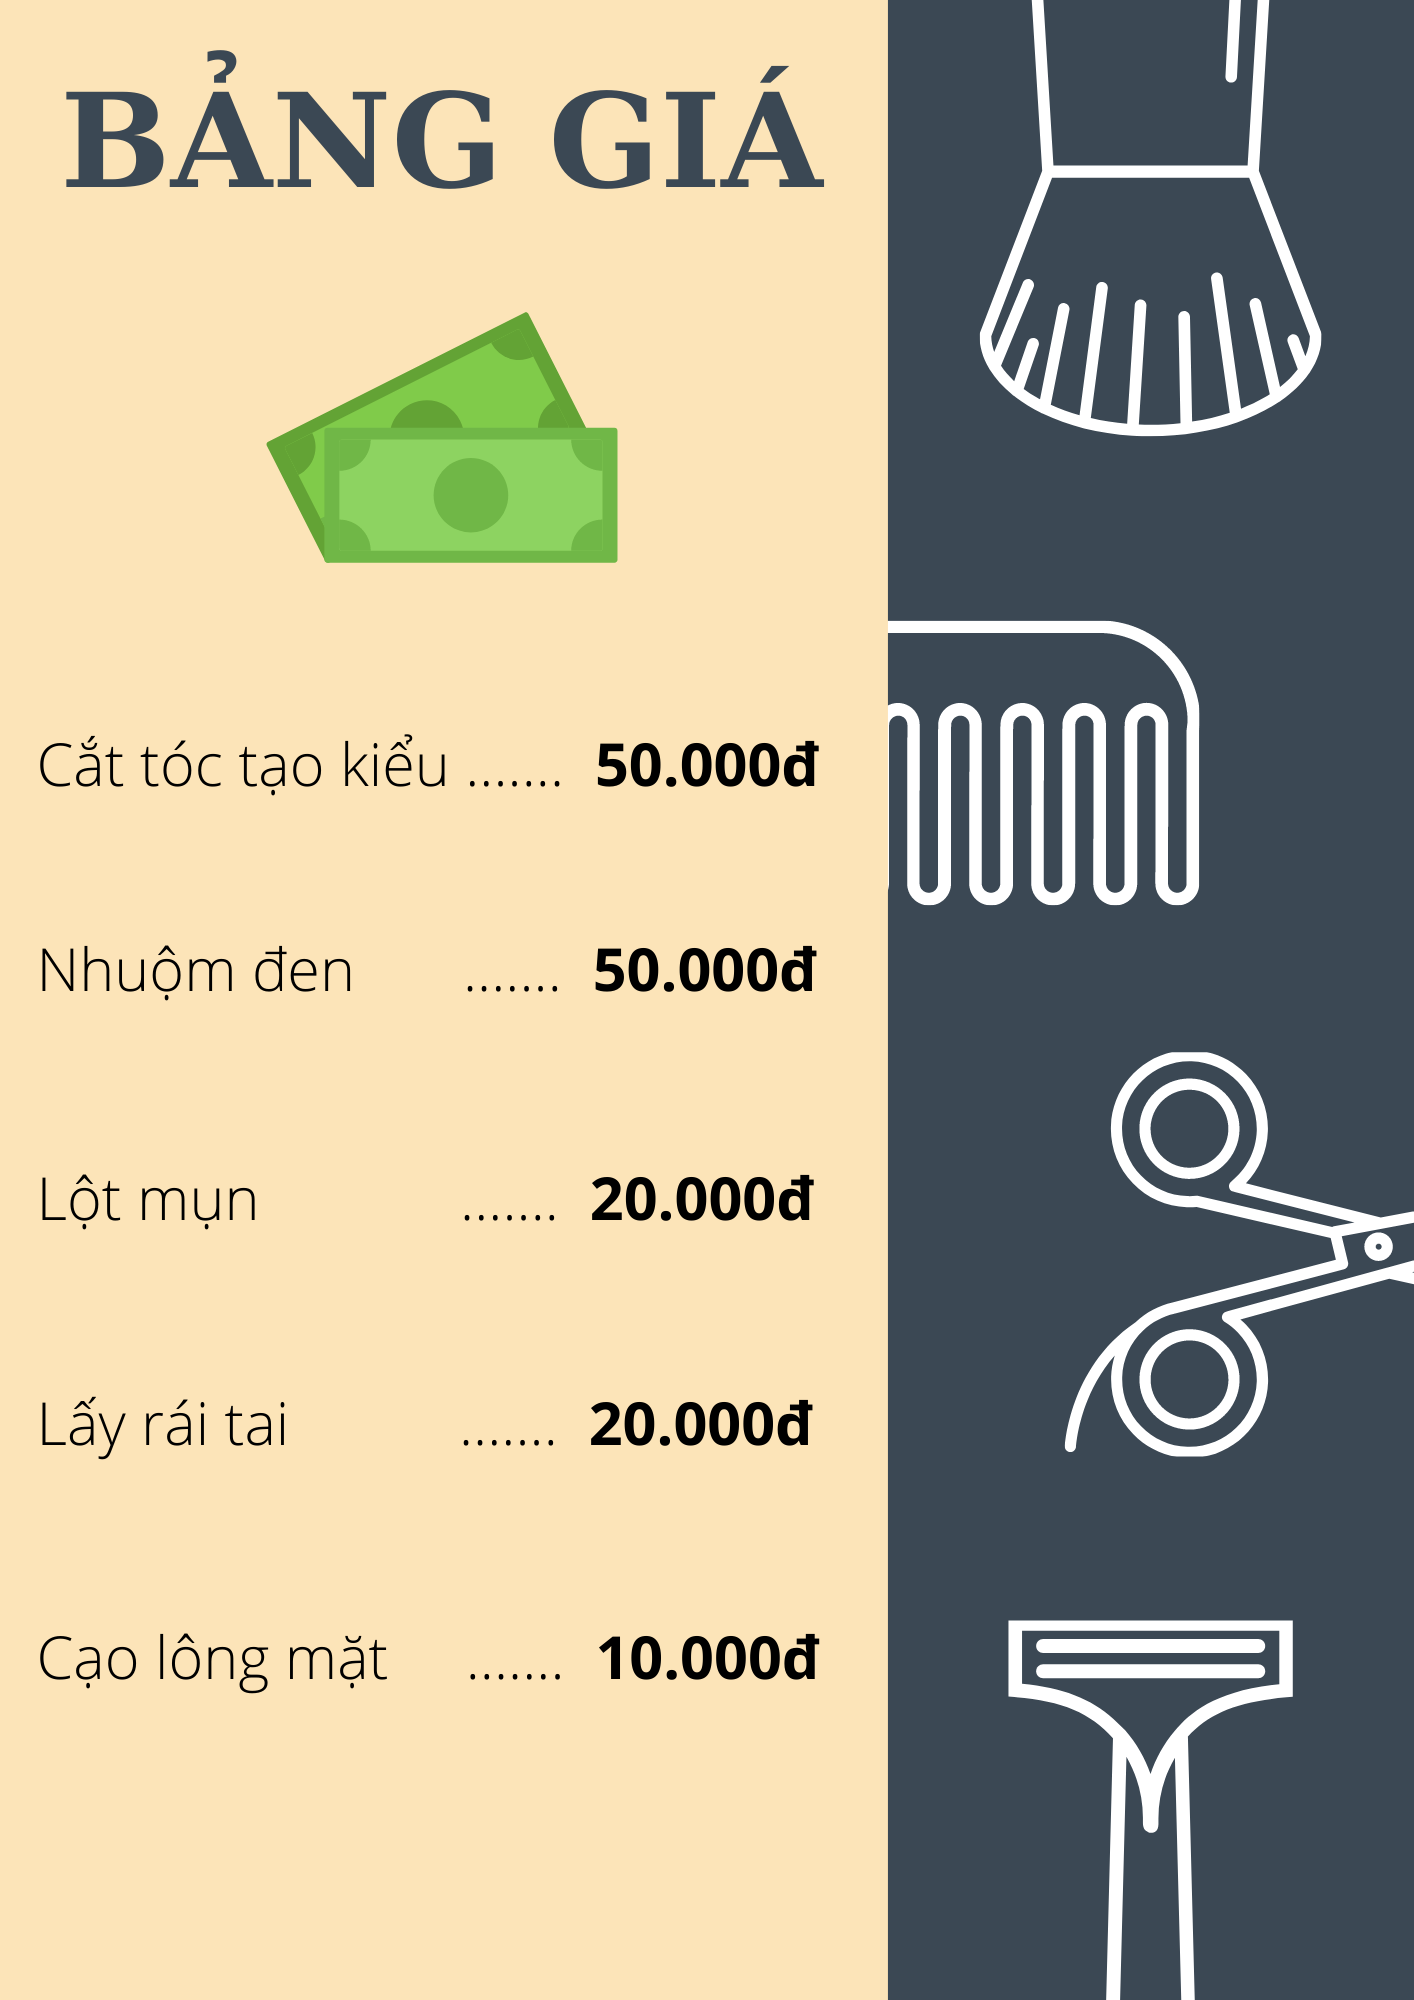 BẢNG GIÁ
Cắt tóc tạo kiểu ....... 50.000đ
Nhuộm đen ....... 50.000đ
Lột mụn ....... 20.000đ
Lấy rái tai ....... 20.000đ
Cạo lông mặt ....... 10.000đ